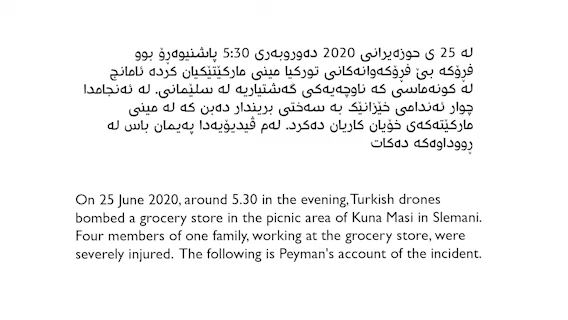 لە 25 ی حوزەیرانی 2020 دەوروبەری 5:30 پاشنیوەڕۆ بوو
فڕۆکە بێ فڕۆکەوانەکانی تورکیا مینی مارکێتێکیان کردە ئامانج
لە کونەماسی کە ناوچەیەکی گەشتیاریە لە سلێمانی. لە ئەنجامدا
چوار ئەندامی خێزانێک بە سەختی بریندار دەبن کە لە مینی
مارکێتەکەی خۆیان کاریان دەکرد. لەم ڤیدیۆیەدا پەیمان باس لە
ڕووداوەکە دەکات
On 25 June 2020, around 5.30 in the evening, Turkish drones
bombed a grocery store in the picnic area of Kuna Masi in Slemani.
Four members of one family, working at the grocery store, were
severely injured. The following is Peyman's account of the incident.